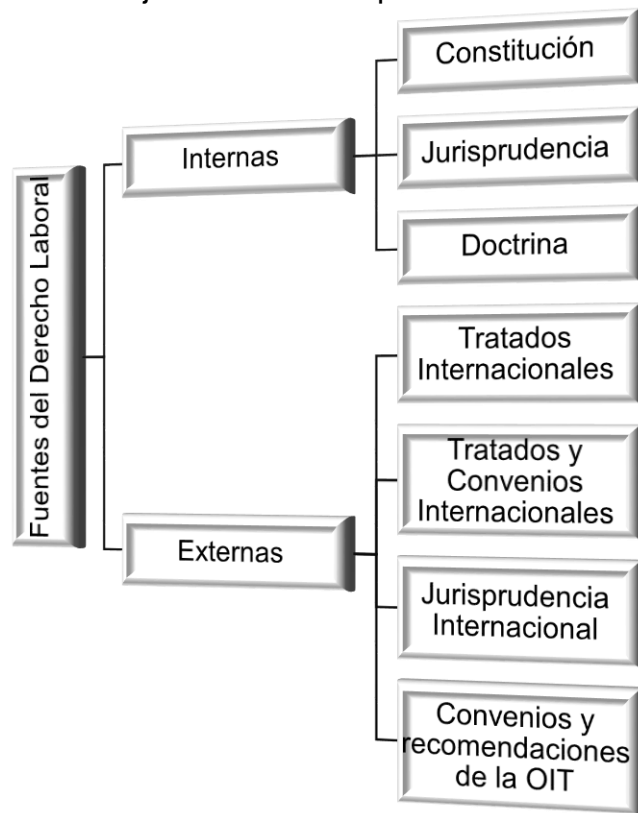 Fuentes del Derecho Laboral
Internas
Constitución
Jurisprudencia
Doctrina
Externas
Tratados
Internacionales
Tratados y
Convenios
Internacionales
Jurisprudencia
Internacional
Convenios y
recomendaciones
de la OIT